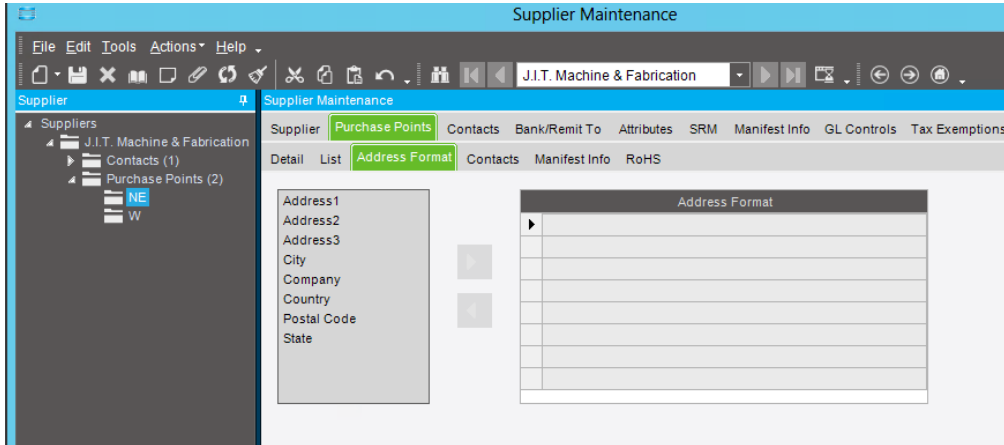 Supplier Maintenance
File Edit Tools Actions Help
J.I.T. Machine & Fabrication
Supplier
Supplier Maintenance
Suppliers
J.I.T. Machine & Fabrication
Contacts (1)
Purchase Points (2)
NE
W
Supplier Purchase Points Contacts Bank/Remit To Attributes SRM Manifest Info GL Controls Tax Exemptions
Detail List Address Format Contacts Manifest Info RoHS
Address1
Address2
Address3
City
Company
Country
Postal Code
State
Address Format